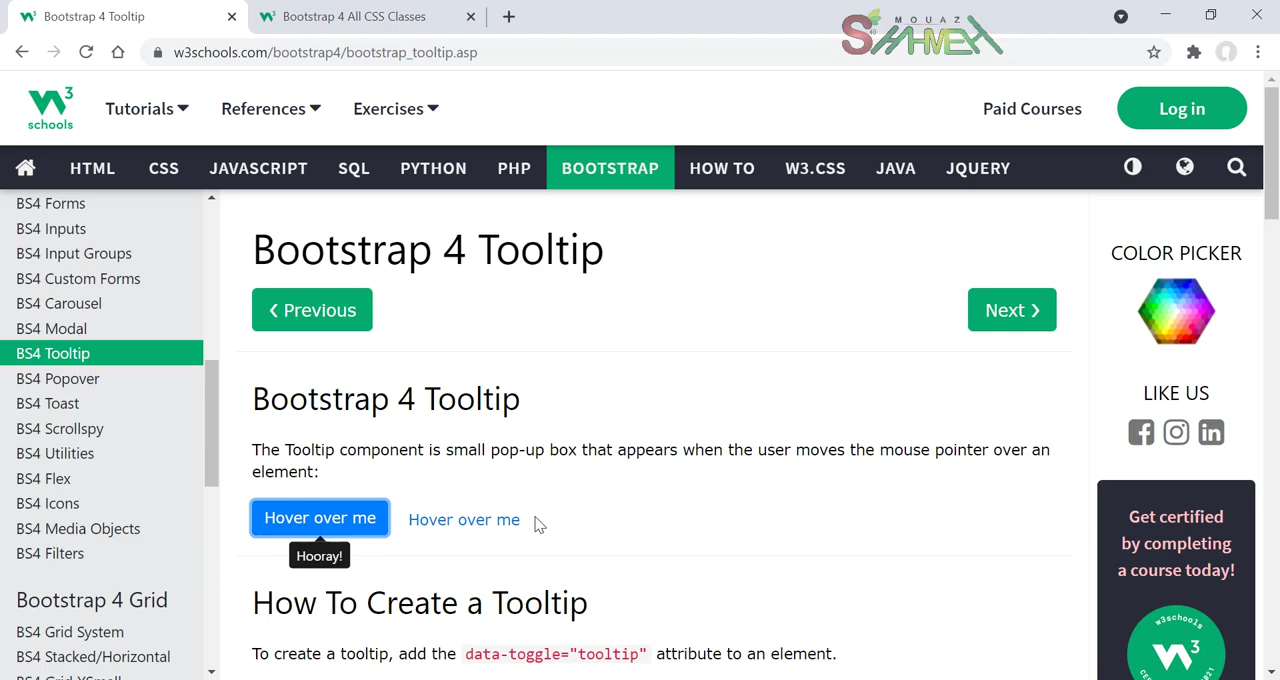 Bootstrap 4 Tooltip
Bootstrap 4 All CSS Classes
MOUAZ
w3schools.com/bootstrap4/bootstrap_tooltip.asp
W3 schools
Tutorials
References
Exercises
Paid Courses
Log in
HTML CSS JAVASCRIPT SQL PYTHON PHP BOOTSTRAP HOW TO W3.CSS JAVA JQUERY
BS4 Forms
BS4 Inputs
BS4 Input Groups
BS4 Custom Forms
BS4 Carousel
BS4 Modal
BS4 Tooltip
BS4 Popover
BS4 Toast
BS4 Scrollspy
BS4 Utilities
BS4 Flex
BS4 Icons
BS4 Media Objects
BS4 Filters
Bootstrap 4 Grid
BS4 Grid System
BS4 Stacked/Horizontal
BS4 Grid XSmall
Bootstrap 4 Tooltip
❮ Previous
Next ❯
Bootstrap 4 Tooltip
The Tooltip component is small pop-up box that appears when the user moves the mouse pointer over an
element:
Hover over me
Hover over me
Hooray!
How To Create a Tooltip
To create a tooltip, add the data-toggle="tooltip" attribute to an element.
COLOR PICKER
LIKE US
Get certified
by completing
a course today!
w3schools
W3